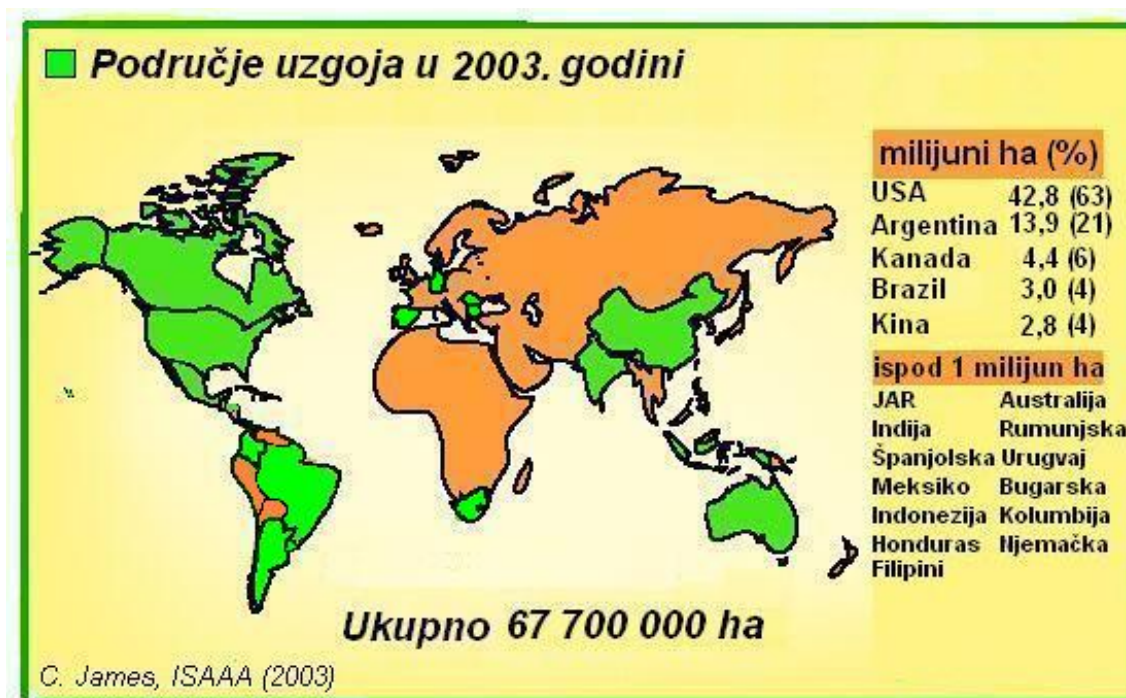 Područje uzgoja u 2003. godini
milijuni ha (%)
USA 42,8 (63)
Argentina 13,9 (21)
Kanada 4,4 (6)
Brazil 3,0 (4)
Kina 2,8 (4)
ispod 1 milijun ha
JAR Australija
Indija Rumunjska
Španjolska Urugvaj
Meksiko Bugarska
Indonezija Kolumbija
Honduras Njemačka
Filipini
Ukupno 67 700 000 ha
C. James, ISAAA (2003)